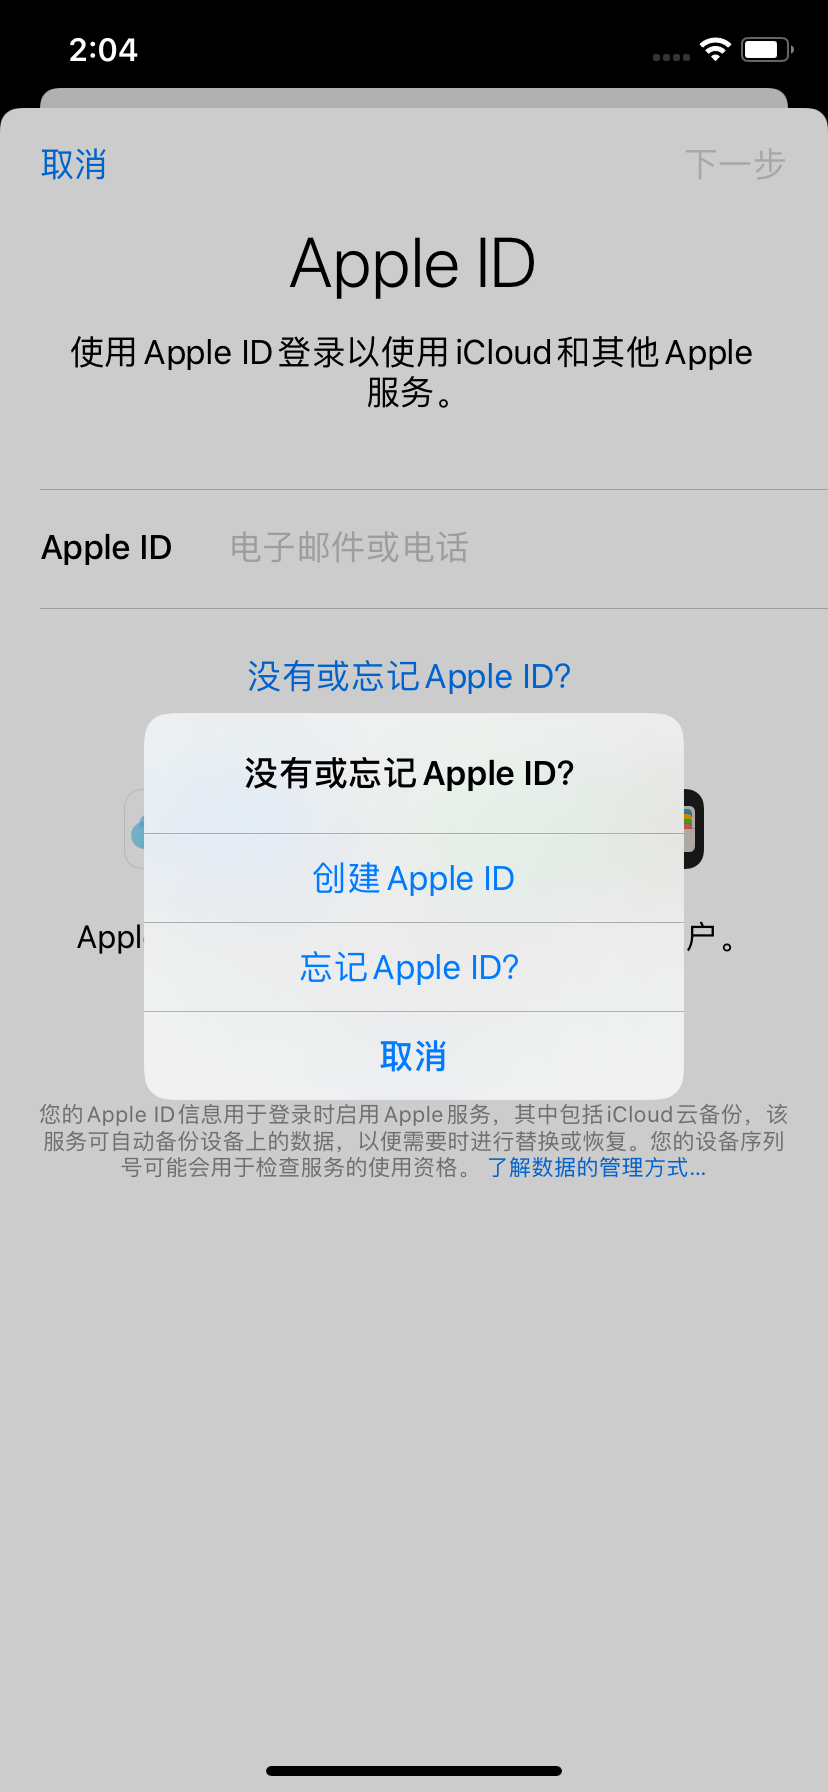 2:04
取消
下一步
Apple ID
使用 Apple ID 登录以使用 iCloud 和其他 Apple
服务。
Apple ID
电子邮件或电话
没有或忘记 Apple ID?
没有或忘记 Apple ID?
创建 Apple ID
Appl
户。
忘记 Apple ID?
取消
您的 Apple ID 信息用于登录时启用 Apple 服务，其中包括 iCloud 云备份，该
服务可自动备份设备上的数据，以便需要时进行替换或恢复。您的设备序列
号可能会用于检查服务的使用资格。 了解数据的管理方式...